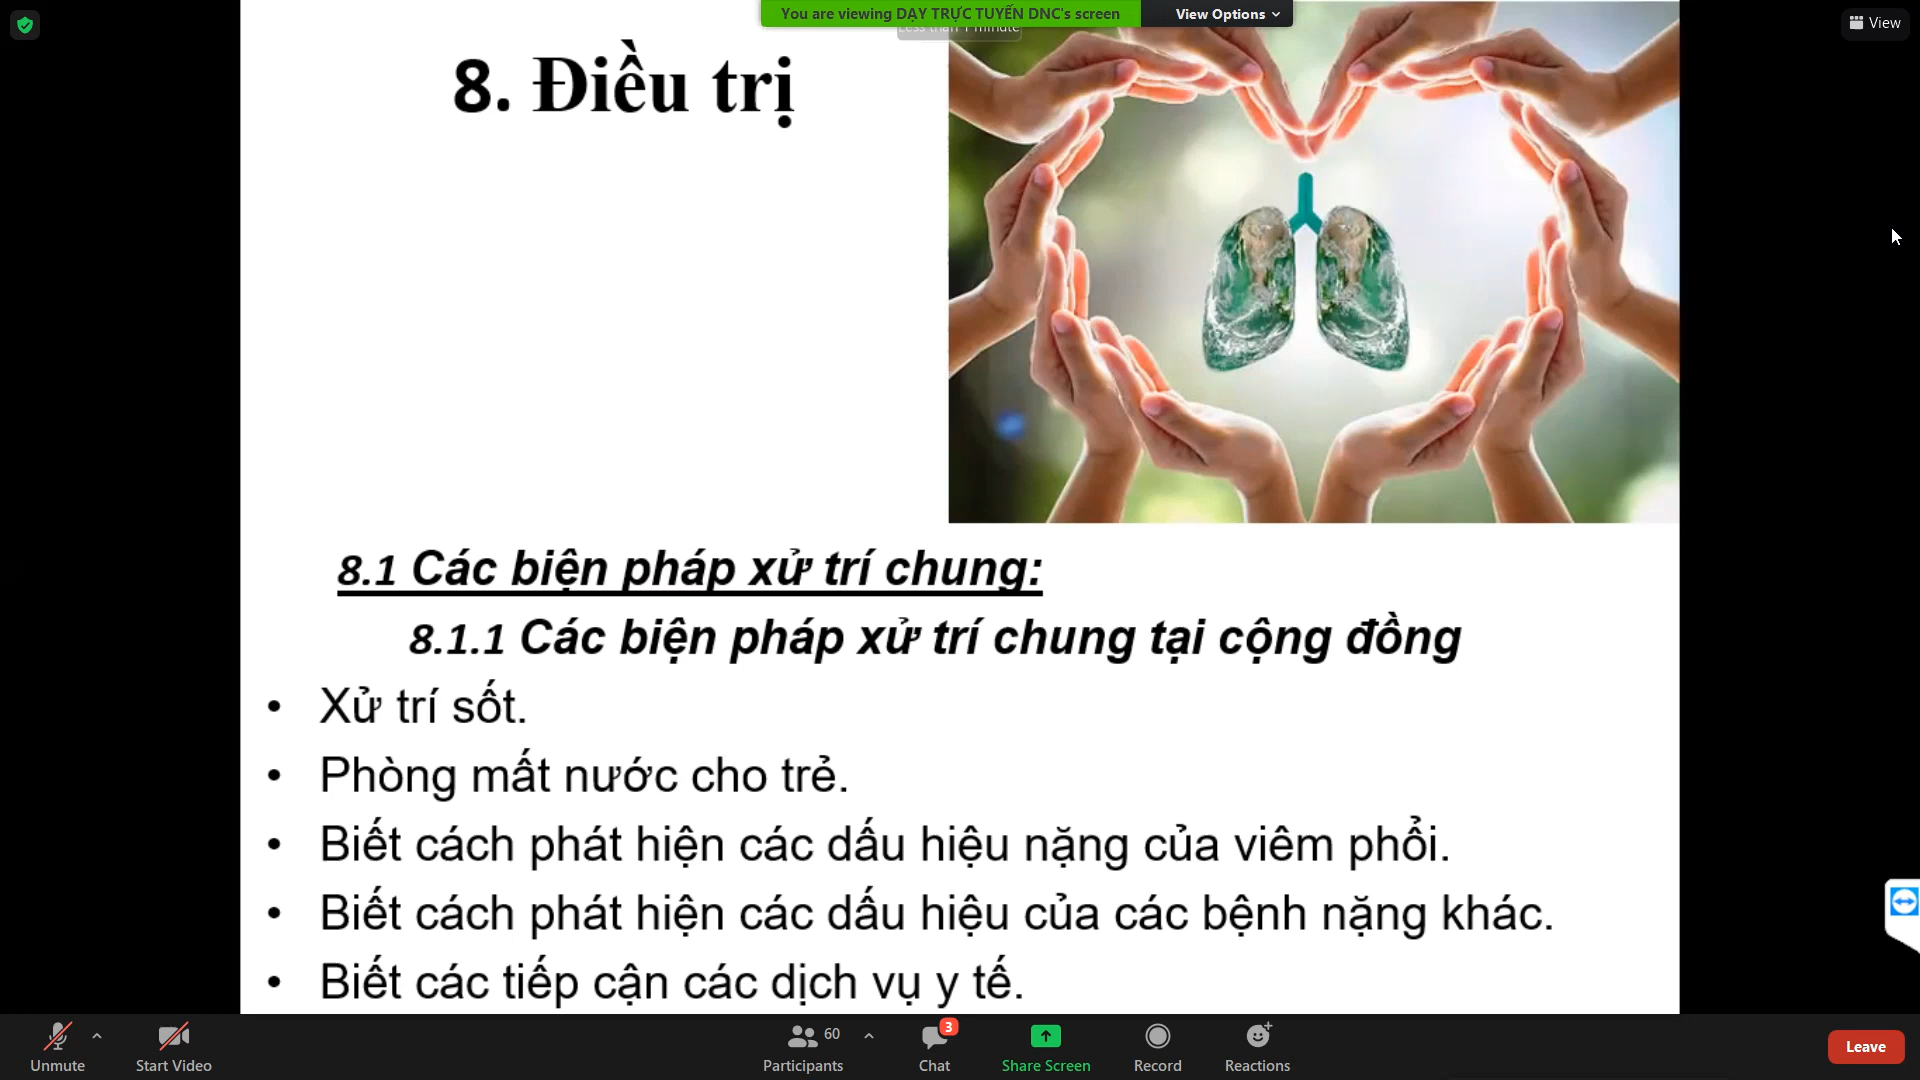 You are viewing DẠY TRỰC TUYẾN DNC's screen
View Options
Less than 1 minute
View
8. Điều trị
8.1 Các biện pháp xử trí chung:
8.1.1 Các biện pháp xử trí chung tại cộng đồng
• Xử trí sốt.
• Phòng mất nước cho trẻ.
• Biết cách phát hiện các dấu hiệu nặng của viêm phổi.
• Biết cách phát hiện các dấu hiệu của các bệnh nặng khác.
• Biết các tiếp cận các dịch vụ y tế.
Unmute
Start Video
60
Participants
3
Chat
Share Screen
Record
Reactions
Leave